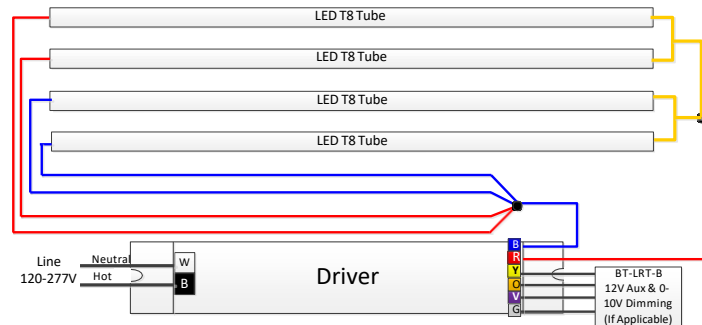 LED T8 Tube
LED T8 Tube
LED T8 Tube
LED T8 Tube
Line
120-277V
Neutral
Hot
W
B
Driver
B
R
Y
O
V
G
BT-LRT-B
12V Aux & 0-
10V Dimming
(If Applicable)